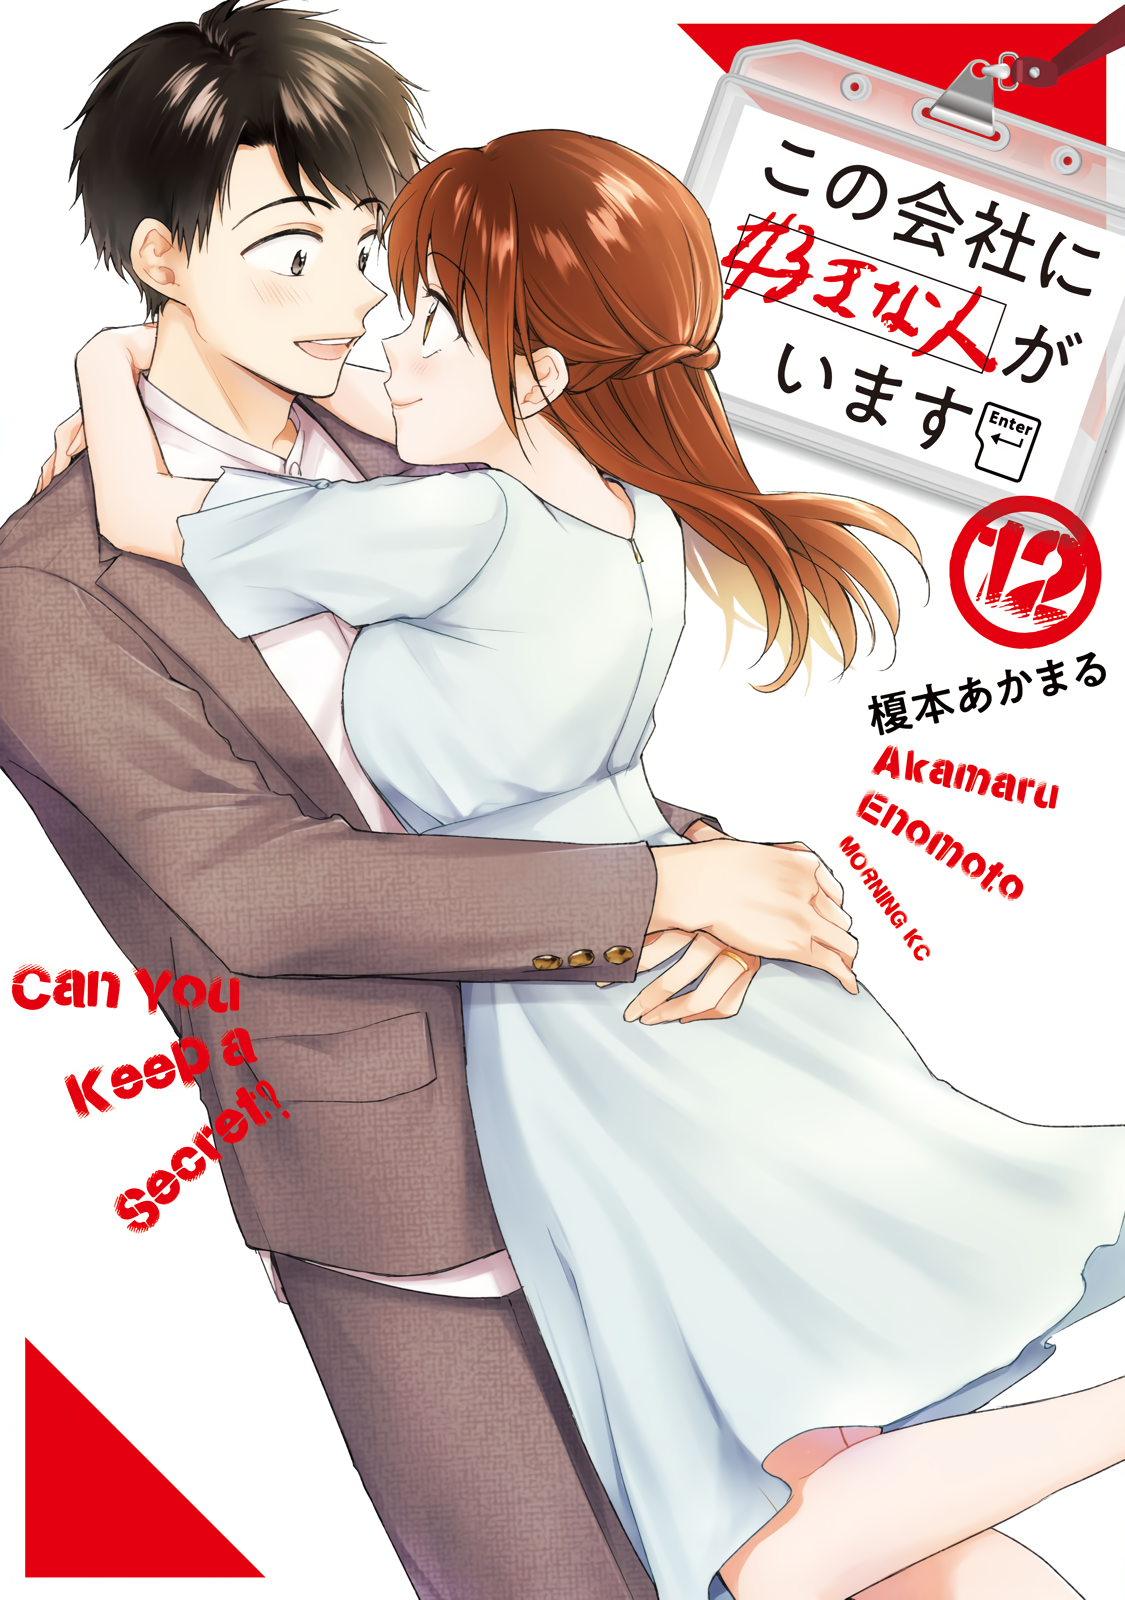 この会社に
好きな人が
います
Enter
12
榎本あかまる
Akamaru
Enomoto
MORNING KC
Can You
Keep a
Secret?